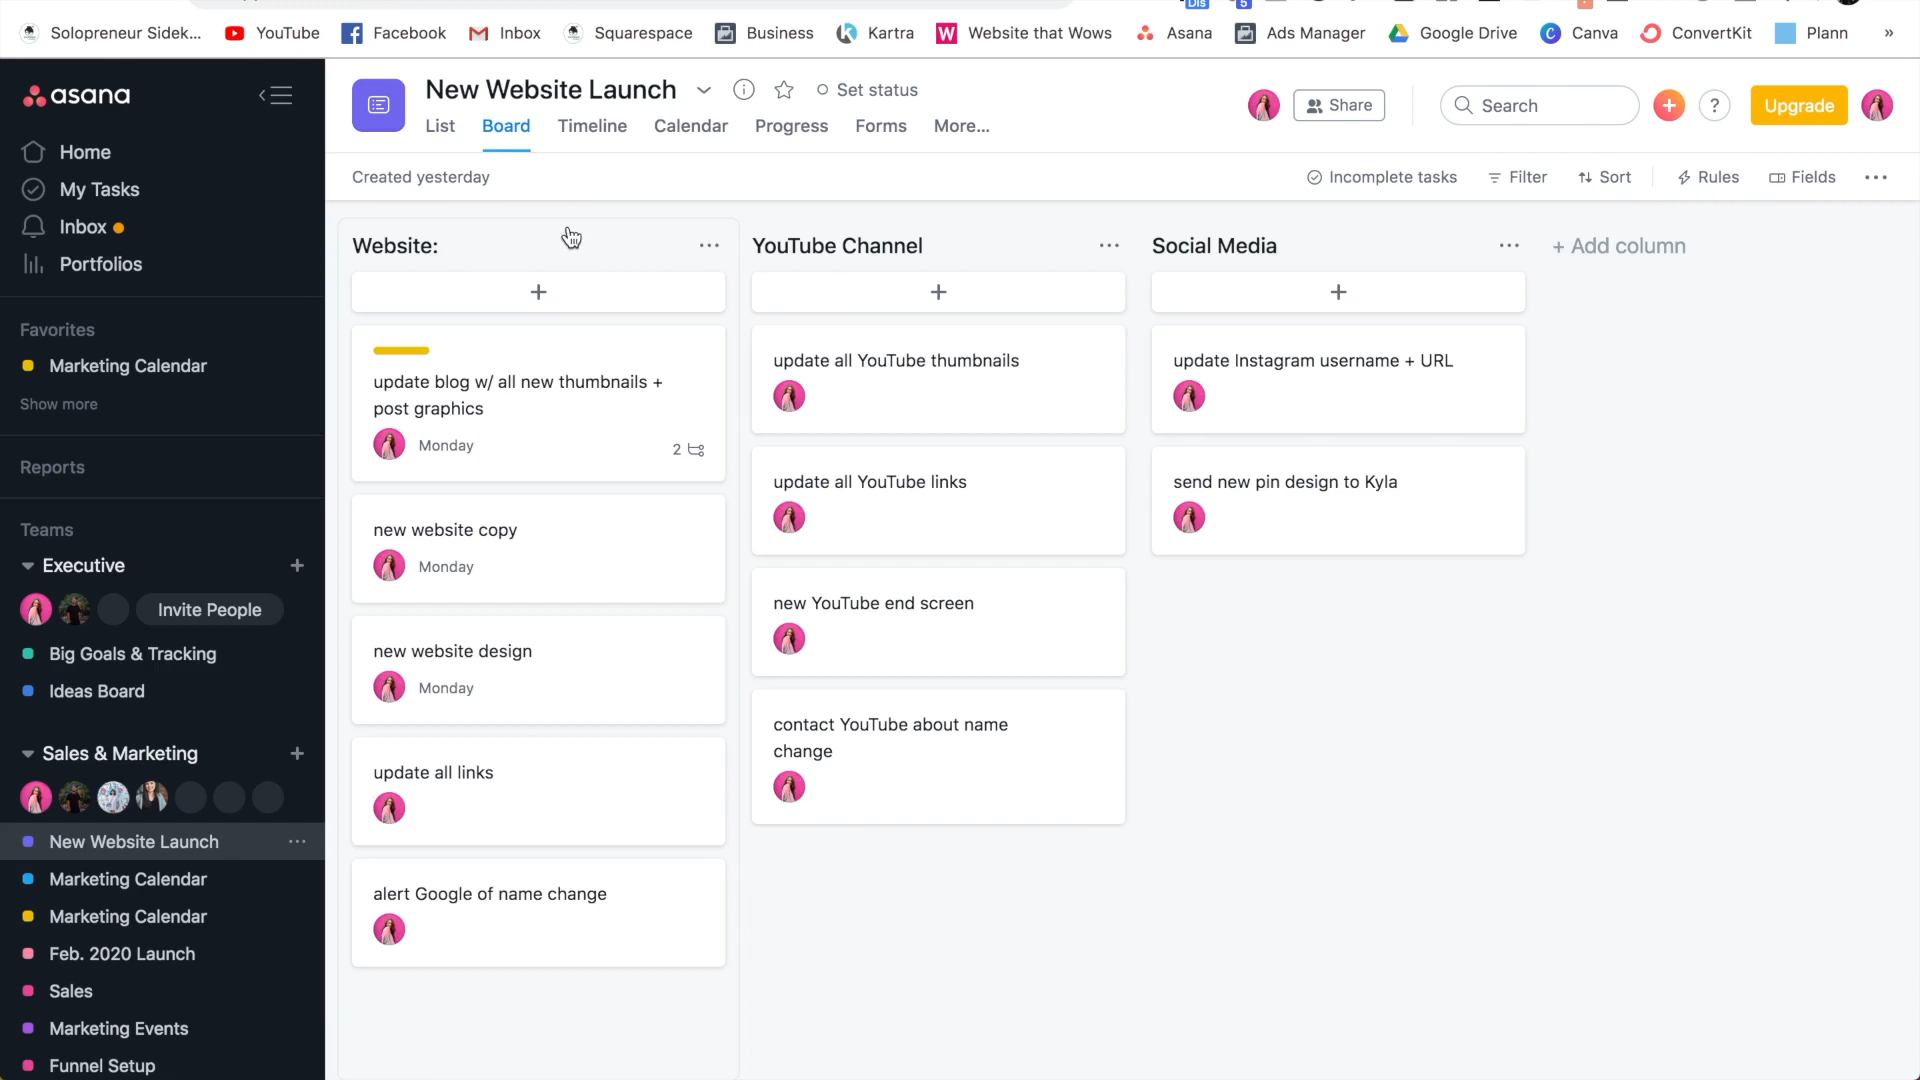 Dis
5
Solopreneur Sidek...
YouTube
Facebook
Inbox
Squarespace
Business
Kartra
W
Website that Wows
Asana
Ads Manager
Google Drive
C
Canva
ConvertKit
Plann
»
asana
Home
My Tasks
Inbox
Portfolios
Favorites
Marketing Calendar
Show more
Reports
Teams
Executive
+
Invite People
Big Goals & Tracking
Ideas Board
Sales & Marketing
+
New Website Launch
...
Marketing Calendar
Marketing Calendar
Feb. 2020 Launch
Sales
Marketing Events
Funnel Setup
New Website Launch
Set status
List
Board
Timeline
Calendar
Progress
Forms
More...
Share
Search
+
?
Upgrade
Created yesterday
Incomplete tasks
Filter
Sort
Rules
Fields
...
Website:
...
+
update blog w/ all new thumbnails +
post graphics
Monday
2
new website copy
Monday
new website design
Monday
update all links
alert Google of name change
YouTube Channel
...
+
update all YouTube thumbnails
update all YouTube links
new YouTube end screen
contact YouTube about name
change
Social Media
...
+
update Instagram username + URL
send new pin design to Kyla
+ Add column